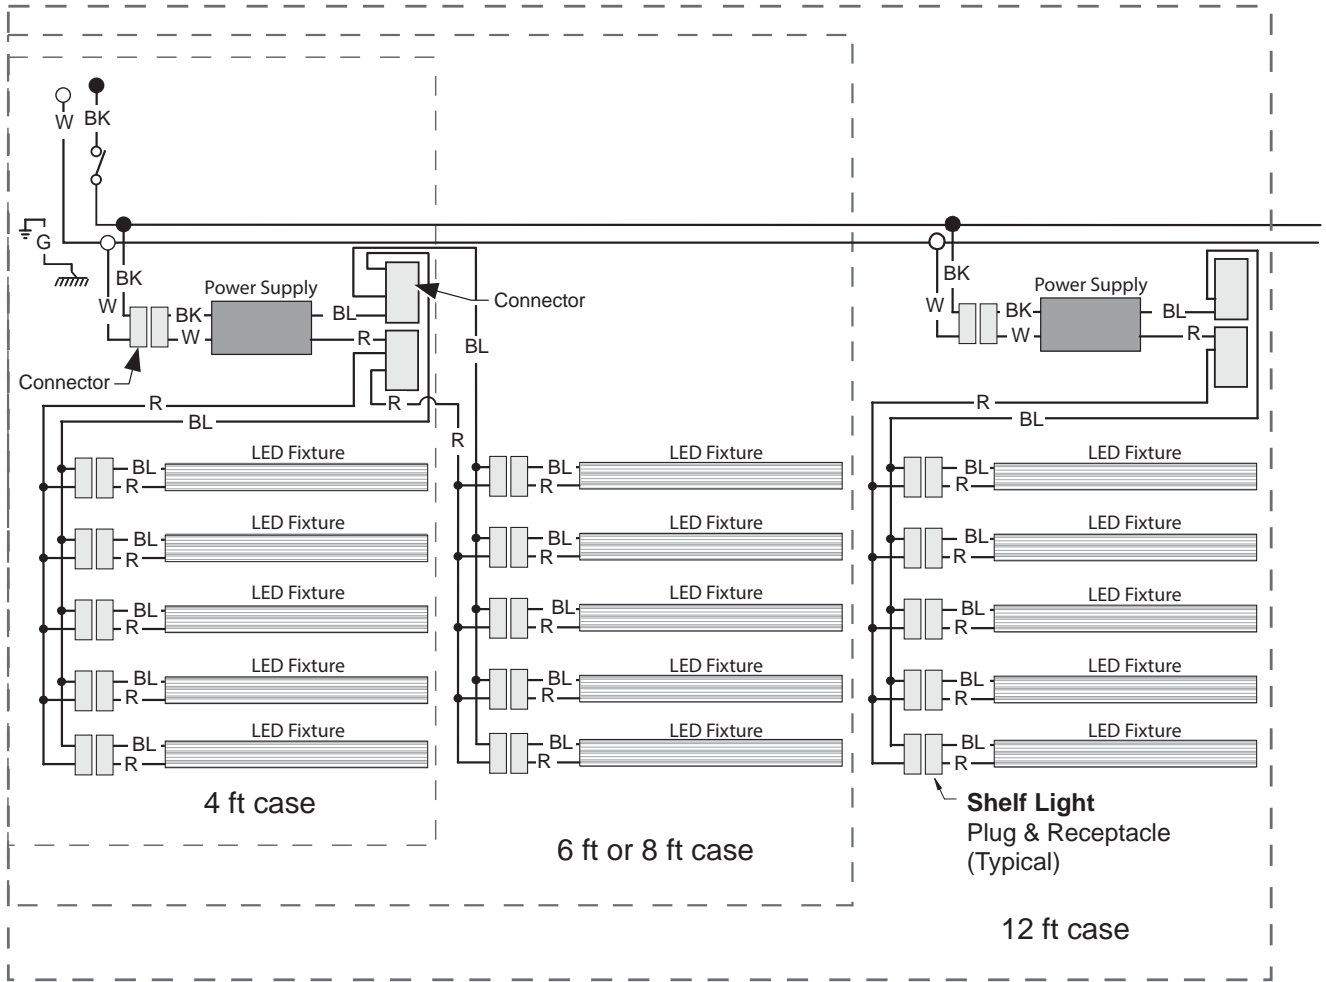 W
BK
G
BK
W
Power Supply
BK
W
BL
R
Connector
Connector
BL
R
R
BL
R
BK
W
Power Supply
BK
W
BL
R
R
BL
LED Fixture
BL
R
LED Fixture
BL
R
LED Fixture
BL
R
LED Fixture
BL
R
LED Fixture
BL
R
4 ft case
LED Fixture
BL
R
LED Fixture
BL
R
LED Fixture
BL
R
LED Fixture
BL
R
LED Fixture
BL
R
6 ft or 8 ft case
LED Fixture
BL
R
LED Fixture
BL
R
LED Fixture
BL
R
LED Fixture
BL
R
LED Fixture
BL
R
Shelf Light
Plug & Receptacle
(Typical)
12 ft case